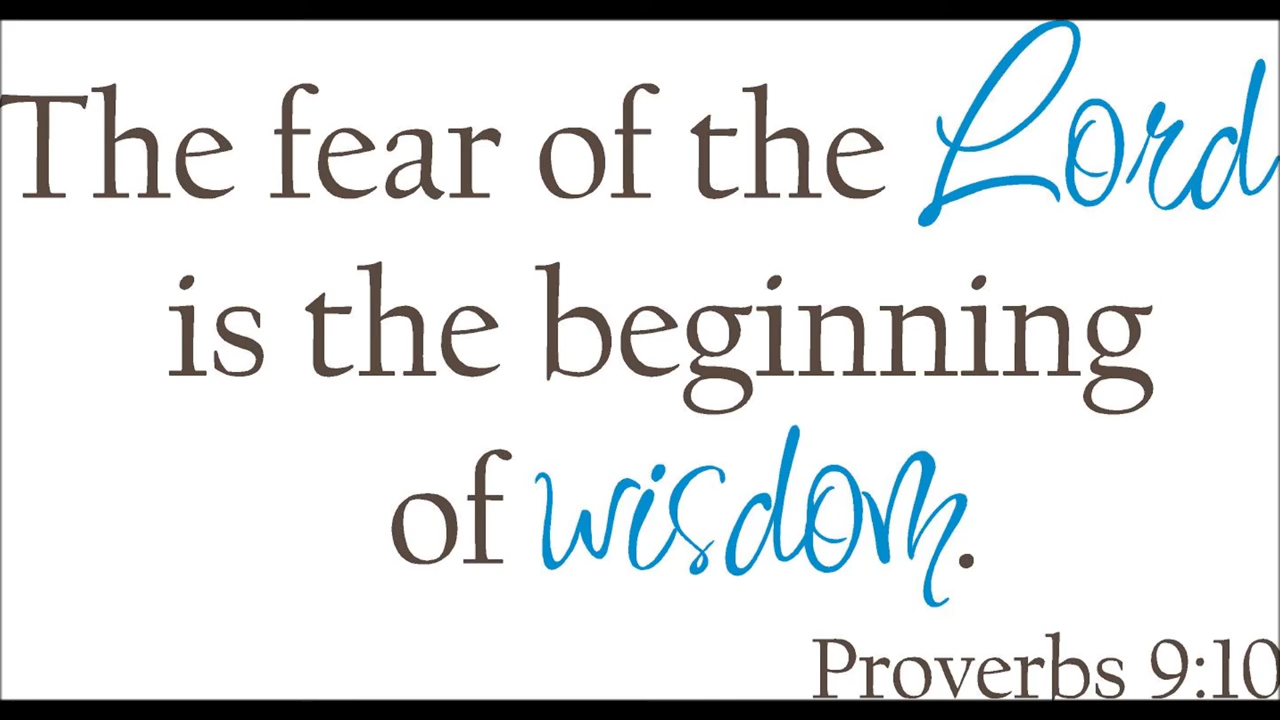 The fear of the Lord
is the beginning
of wisdom.
Proverbs 9:10